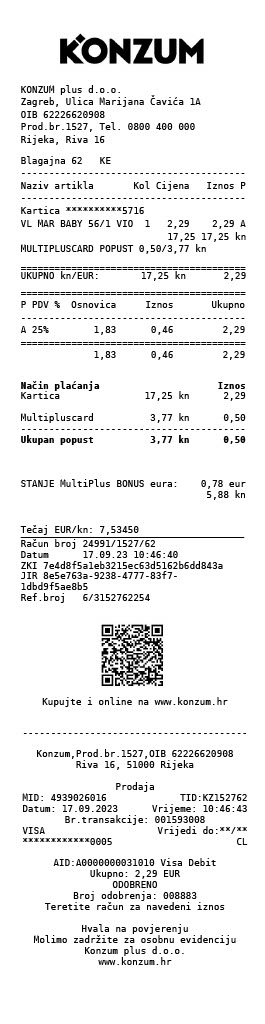 KONZUM
KONZUM plus d.o.o.
Zagreb, Ulica Marijana Čavića 1A
OIB 62226620908
Prod.br.1527, Tel. 0800 400 000
Rijeka, Riva 16
Blagajna 62 KE
Naziv artikla Kol Cijena Iznos P
Kartica **********5716
VL MAR BABY 56/1 VIO 1 2,29 2,29 A
17,25 17,25 kn
MULTIPLUSCARD POPUST 0,50/3,77 kn
UKUPNO kn/EUR: 17,25 kn 2,29
P PDV % Osnovica Iznos Ukupno
A 25% 1,83 0,46 2,29
1,83 0,46 2,29
Način plaćanja Iznos
Kartica 17,25 kn 2,29
Multipluscard 3,77 kn 0,50
Ukupan popust 3,77 kn 0,50
STANJE MultiPlus BONUS eura: 0,78 eur
5,88 kn
Tečaj EUR/kn: 7,53450
Račun broj 24991/1527/62
Datum 17.09.23 10:46:40
ZKI 7e4d8f5a1eb3215ec63d5162b6dd843a
JIR 8e5e763a-9238-4777-83f7-
1dbd9f5ae8b5
Ref.broj 6/3152762254
Kupujte i online na www.konzum.hr
Konzum,Prod.br.1527,OIB 62226620908
Riva 16, 51000 Rijeka
Prodaja
MID: 4939026016 TID:KZ152762
Datum: 17.09.2023 Vrijeme: 10:46:43
Br.transakcije: 001593008
VISA Vrijedi do:**/**
************0005 CL
AID:A0000000031010 Visa Debit
Ukupno: 2,29 EUR
ODOBRENO
Broj odobrenja: 008883
Teretite račun za navedeni iznos
Hvala na povjerenju
Molimo zadržite za osobnu evidenciju
Konzum plus d.o.o.
www.konzum.hr